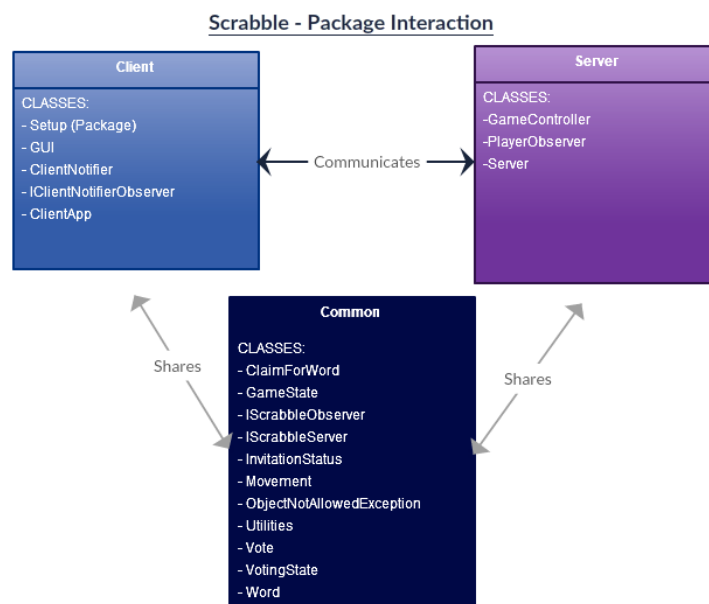 Scrabble - Package Interaction
Client
CLASSES:
- Setup (Package)
- GUI
- ClientNotifier
- IClientNotifierObserver
- ClientApp
Communicates
Server
CLASSES:
-GameController
-PlayerObserver
-Server
Shares
Shares
Common
CLASSES:
- ClaimForWord
- GameState
- IScrabbleObserver
- IScrabbleServer
- InvitationStatus
- Movement
- ObjectNotAllowedException
- Utilities
- Vote
- VotingState
- Word